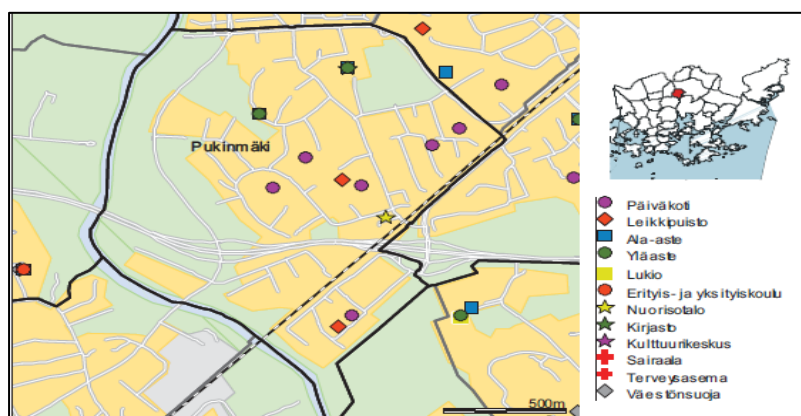 Pukinmäki
500m
Päiväkoti
Leikkipuisto
Ala-aste
Yläaste
Lukio
Erityis- ja yksityiskoulu
Nuorisotalo
Kirjasto
Kulttuurikeskus
Sairaala
Terveysasema
Väestönsuoja